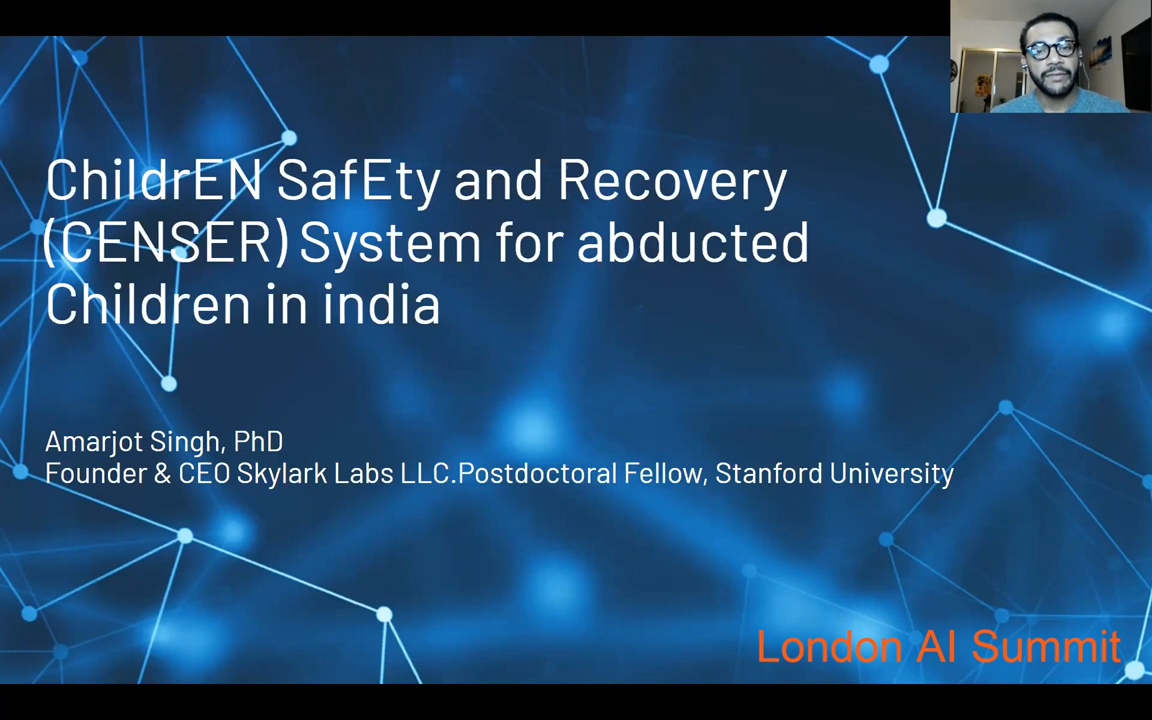 ChildrEN SafEty and Recovery
(CENSER) System for abducted
Children in india
Amarjot Singh, PhD
Founder & CEO Skylark Labs LLC.Postdoctoral Fellow, Stanford University
London AI Summit